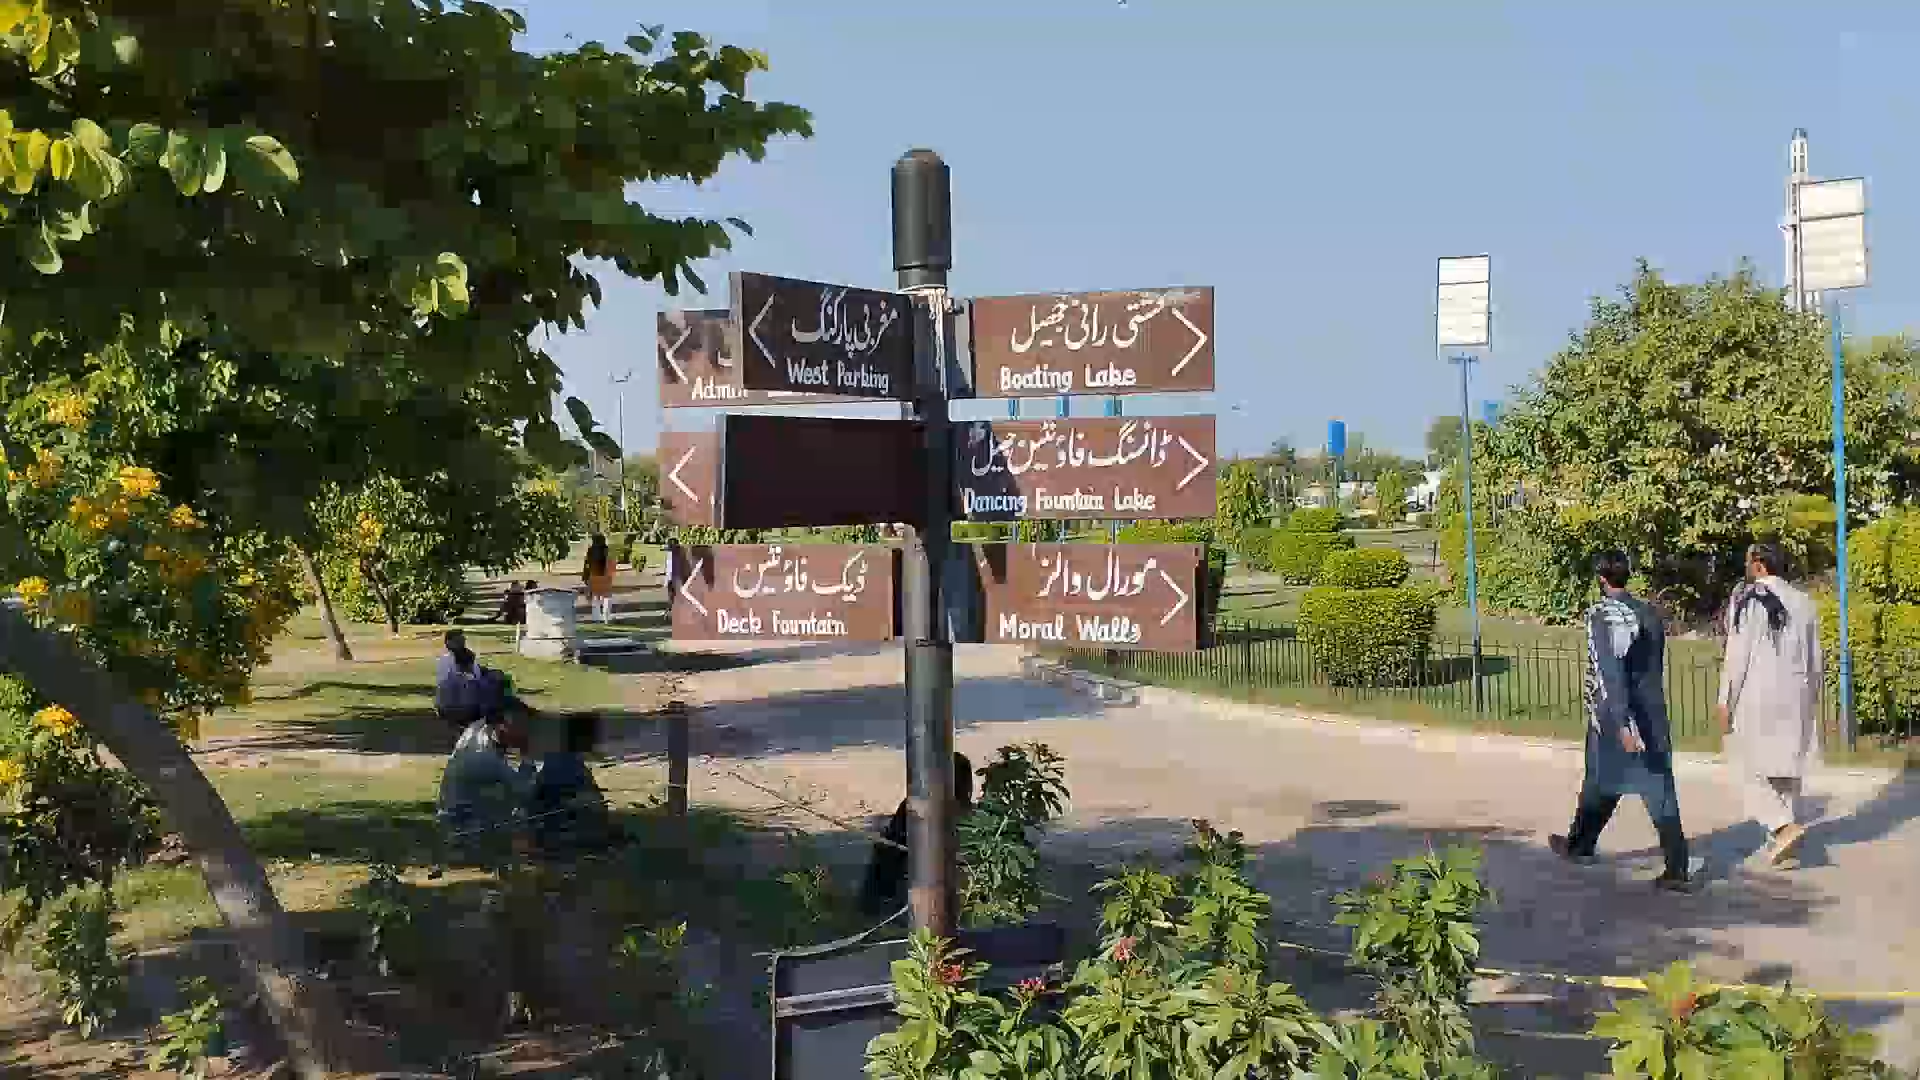 مغربی پارکنگ
West Parking
کشتی رانی جھیل
Boating Lake
ڈانسنگ فاؤنٹین جھیل
Dancing Fountain Lake
ڈیک فاؤنٹین
Deck Fountain
مورال والز
Moral Walls